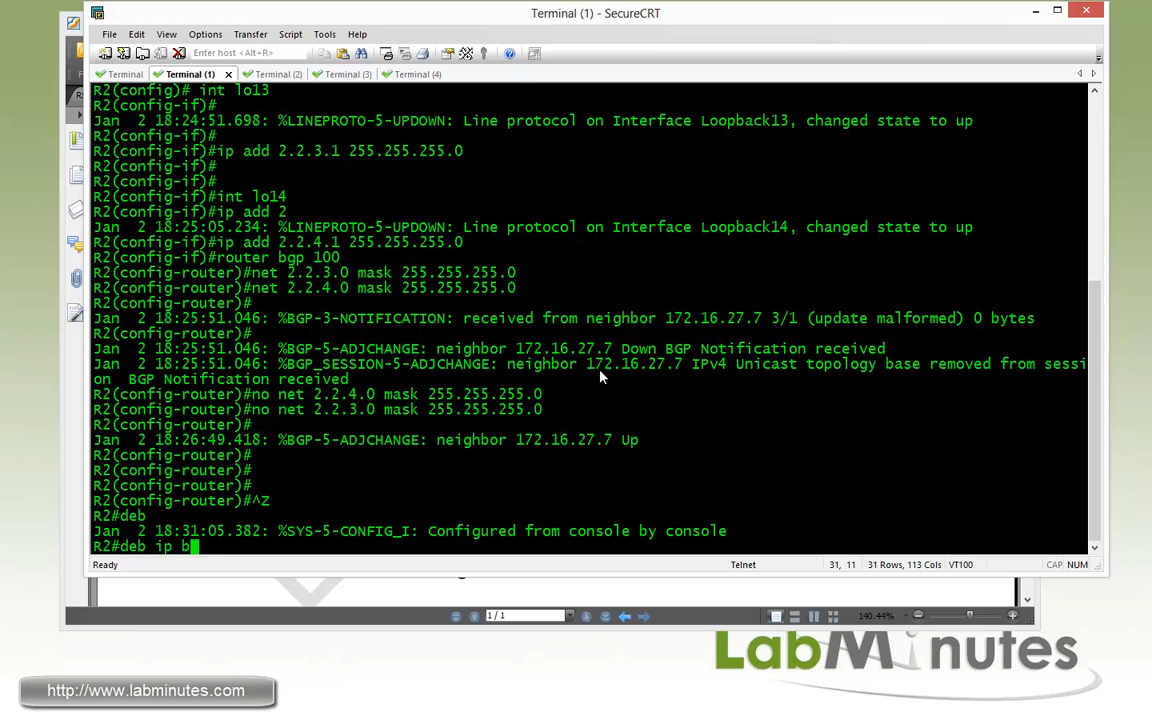 Terminal (1) - SecureCRT
File Edit View Options Transfer Script Tools Help
Enter host <Alt+R>
Terminal Terminal (1) Terminal (2) Terminal (3) Terminal (4)
R2(config)# int lo13
R2(config-if)#
Jan  2 18:24:51.698: %LINEPROTO-5-UPDOWN: Line protocol on Interface Loopback13, changed state to up
R2(config-if)#
R2(config-if)#ip add 2.2.3.1 255.255.255.0
R2(config-if)#
R2(config-if)#
R2(config-if)#int lo14
R2(config-if)#ip add 2
Jan  2 18:25:05.234: %LINEPROTO-5-UPDOWN: Line protocol on Interface Loopback14, changed state to up
R2(config-if)#ip add 2.2.4.1 255.255.255.0
R2(config-if)#router bgp 100
R2(config-router)#net 2.2.3.0 mask 255.255.255.0
R2(config-router)#net 2.2.4.0 mask 255.255.255.0
R2(config-router)#
Jan  2 18:25:51.046: %BGP-3-NOTIFICATION: received from neighbor 172.16.27.7 3/1 (update malformed) 0 bytes
R2(config-router)#
Jan  2 18:25:51.046: %BGP-5-ADJCHANGE: neighbor 172.16.27.7 Down BGP Notification received
Jan  2 18:25:51.046: %BGP_SESSION-5-ADJCHANGE: neighbor 172.16.27.7 IPv4 Unicast topology base removed from sessi
on  BGP Notification received
R2(config-router)#no net 2.2.4.0 mask 255.255.255.0
R2(config-router)#no net 2.2.3.0 mask 255.255.255.0
R2(config-router)#
Jan  2 18:26:49.418: %BGP-5-ADJCHANGE: neighbor 172.16.27.7 Up
R2(config-router)#
R2(config-router)#
R2(config-router)#^Z
R2#deb
Jan  2 18:31:05.382: %SYS-5-CONFIG_I: Configured from console by console
R2#deb ip b
Ready Telnet 31, 11 31 Rows, 113 Cols VT100 CAP NUM
1 / 1 140.44%
LabMinutes
http://www.labminutes.com